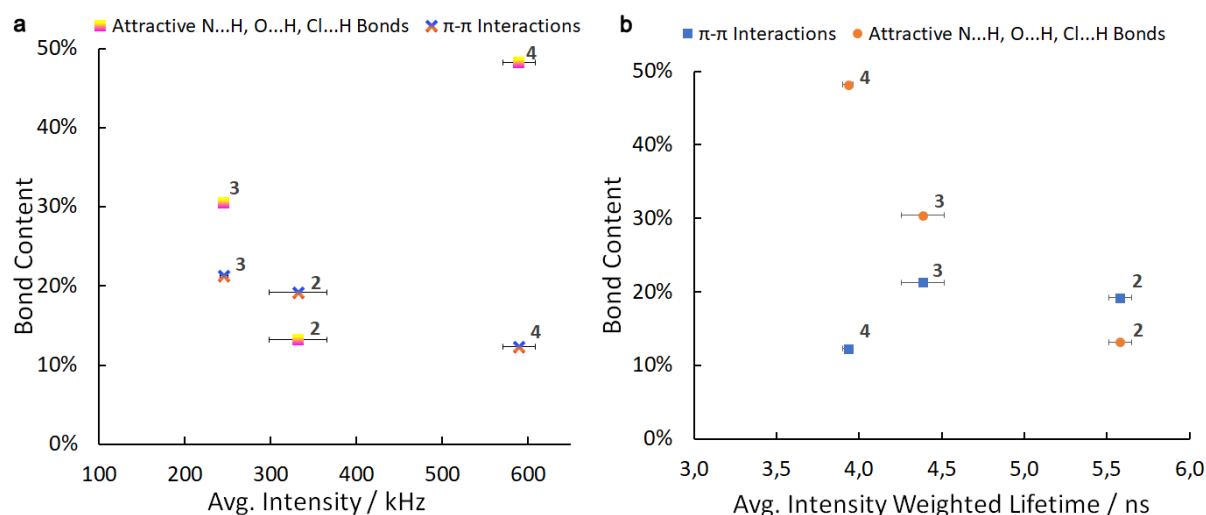 a
Attractive N...H, O...H, Cl...H Bonds π-π Interactions
50%
40%
30%
20%
10%
0%
Bond Content
4
3
3
2
2
4
100 200 300 400 500 600
Avg. Intensity / kHz
b
π-π Interactions Attractive N...H, O...H, Cl...H Bonds
50%
40%
30%
20%
10%
0%
Bond Content
4
3
3
2
4
2
3,0 3,5 4,0 4,5 5,0 5,5 6,0
Avg. Intensity Weighted Lifetime / ns